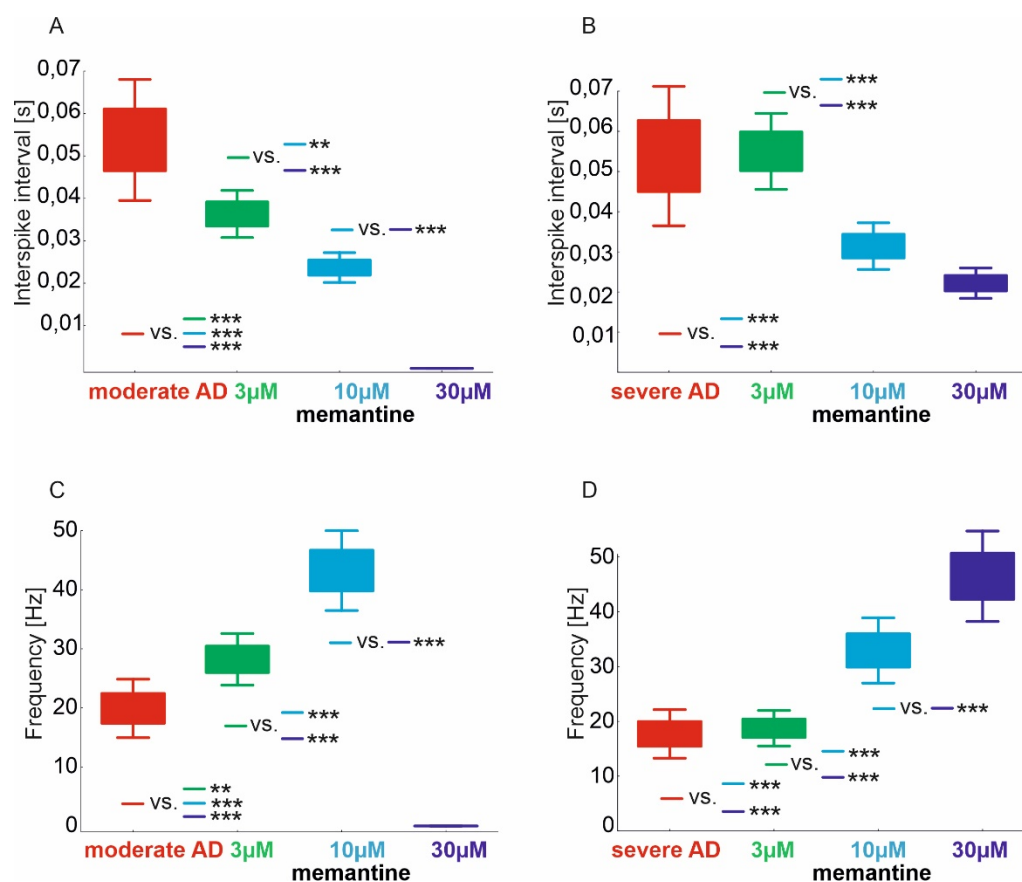 A
Interspike interval [s]
0,07
0,06
0,05
0,04
0,03
0,02
0,01
vs.
**
***
vs. ***
vs.
***
***
***
moderate AD 3µM 10µM 30µM
memantine
B
Interspike interval [s]
0,07
0,06
0,05
0,04
0,03
0,02
0,01
vs.
***
***
vs.
***
***
severe AD 3µM 10µM 30µM
memantine
C
Frequency [Hz]
50
40
30
20
10
0
vs. ***
vs.
***
***
vs.
**
***
***
moderate AD 3µM 10µM 30µM
memantine
D
Frequency [Hz]
50
40
30
20
10
0
vs. ***
vs.
***
***
vs.
***
***
severe AD 3µM 10µM 30µM
memantine